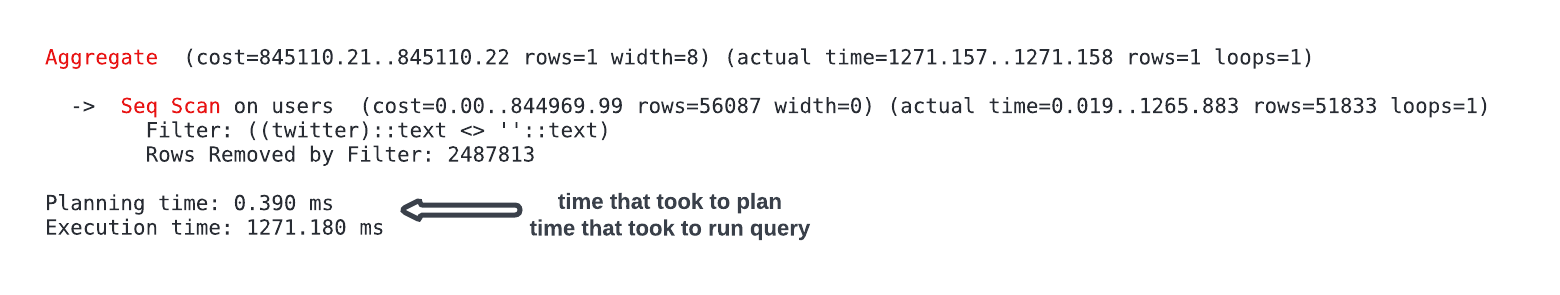 Aggregate  (cost=845110.21..845110.22 rows=1 width=8) (actual time=1271.157..1271.158 rows=1 loops=1)
->  Seq Scan on users  (cost=0.00..844969.99 rows=56087 width=0) (actual time=0.019..1265.883 rows=51833 loops=1)
Filter: ((twitter)::text <> ''::text)
Rows Removed by Filter: 2487813
Planning time: 0.390 ms
time that took to plan
Execution time: 1271.180 ms
time that took to run query